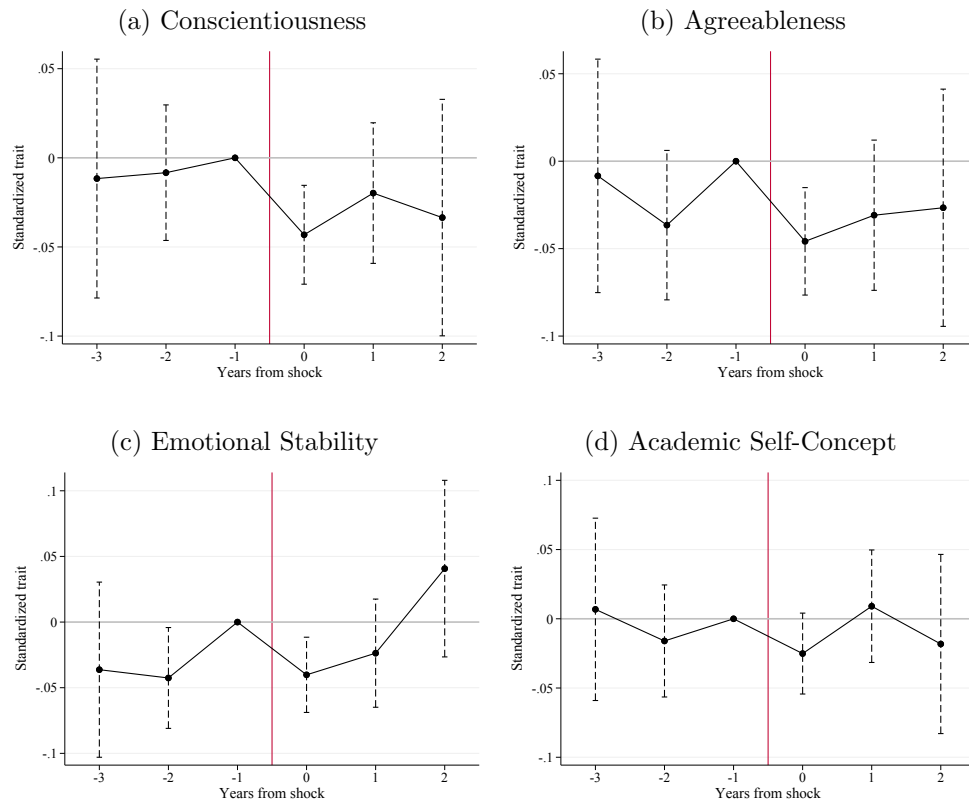 (a) Conscientiousness
.05
0
-.05
-.1
Standardized trait
-3 -2 -1 0 1 2
Years from shock
(b) Agreeableness
.05
0
-.05
-.1
Standardized trait
-3 -2 -1 0 1 2
Years from shock
(c) Emotional Stability
.1
.05
0
-.05
-.1
Standardized trait
-3 -2 -1 0 1 2
Years from shock
(d) Academic Self-Concept
.1
.05
0
-.05
-.1
Standardized trait
-3 -2 -1 0 1 2
Years from shock